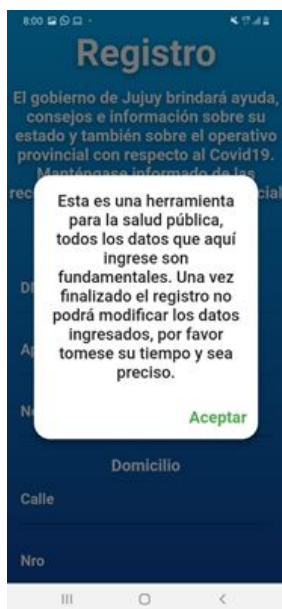 8:00
Registro
El gobierno de Jujuy brindará ayuda,
consejos e información sobre su
estado y también sobre el operativo
provincial con respecto al Covid19.
Manténgase informado de las
Esta es una herramienta
para la salud pública,
todos los datos que aquí
ingrese son
fundamentales. Una vez
finalizado el registro no
podrá modificar los datos
ingresados, por favor
tomese su tiempo y sea
preciso.
Aceptar
Domicilio
Calle
Nro